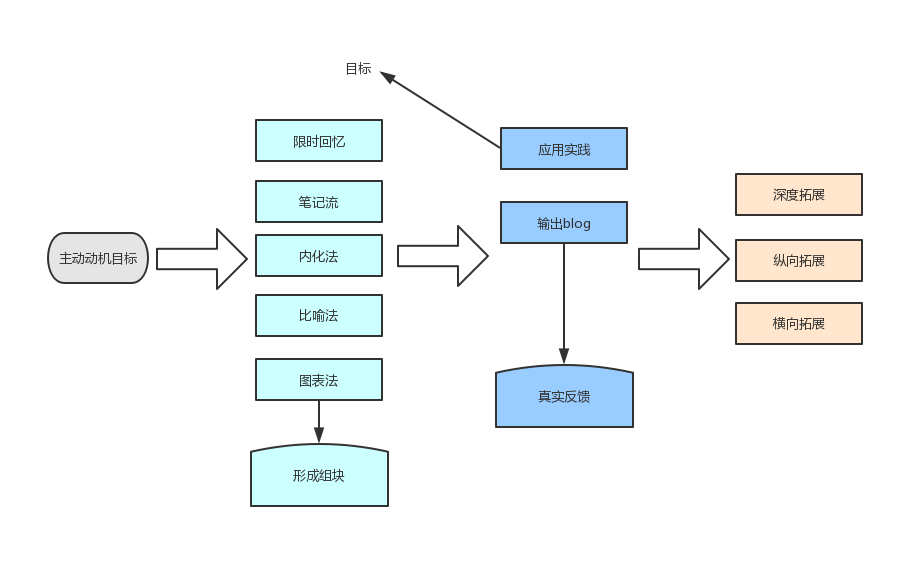 目标
限时回忆
笔记流
主动动机目标
内化法
比喻法
图表法
形成组块
应用实践
输出blog
真实反馈
深度拓展
纵向拓展
横向拓展